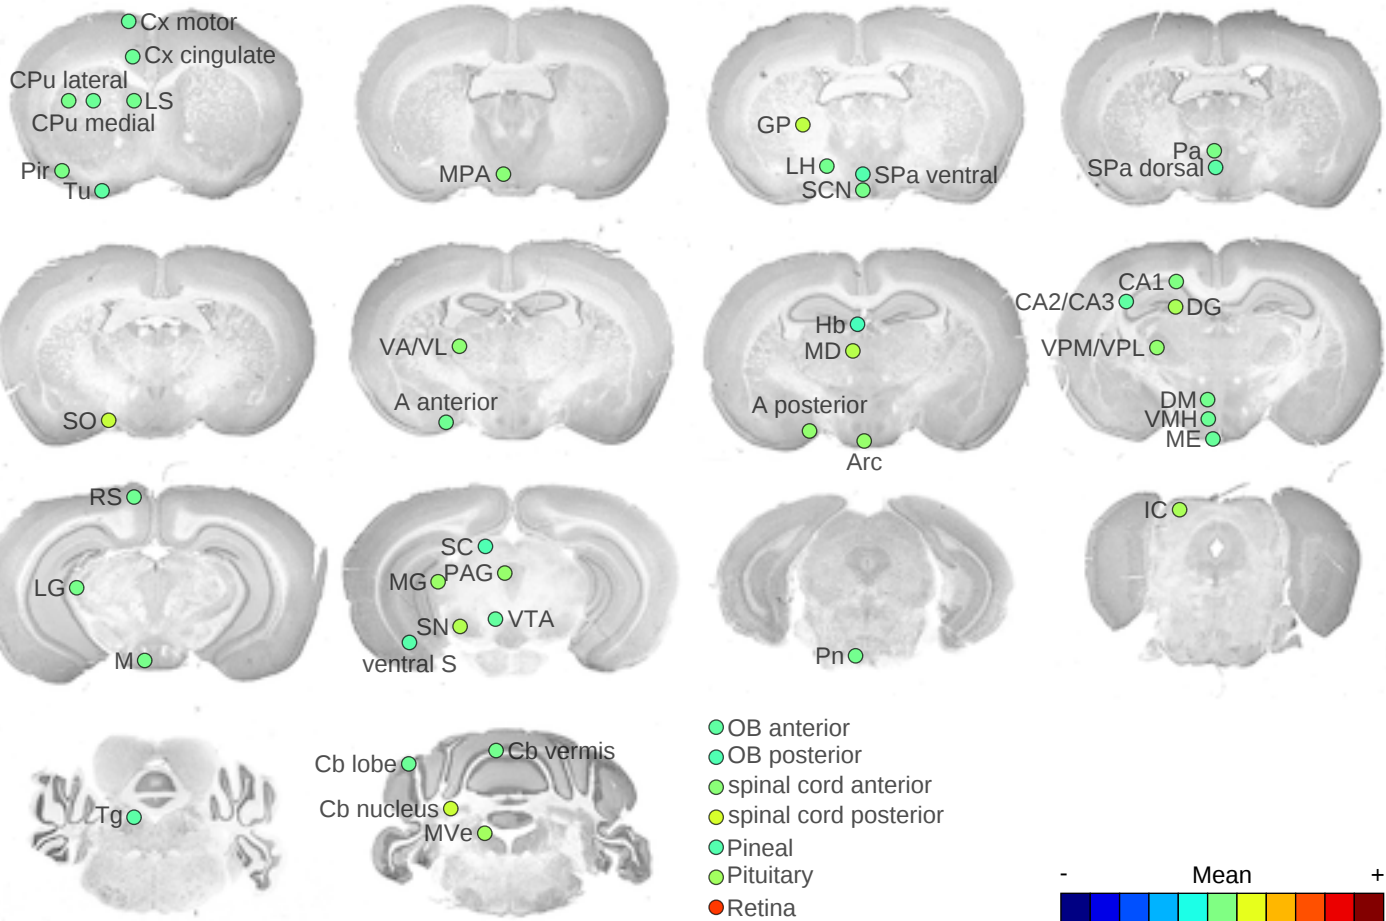 Cx motor
Cx cingulate
CPu lateral
LS
CPu medial
Pir
Tu
MPA
GP
LH
SPa ventral
SCN
Pa
SPa dorsal
SO
VA/VL
A anterior
Hb
MD
A posterior
Arc
CA1
CA2/CA3
DG
VPM/VPL
DM
VMH
ME
RS
LG
M
SC
MG
PAG
SN
VTA
ventral S
Pn
IC
Tg
Cb lobe
Cb vermis
Cb nucleus
MVe
OB anterior
OB posterior
spinal cord anterior
spinal cord posterior
Pineal
Pituitary
Retina
- Mean +